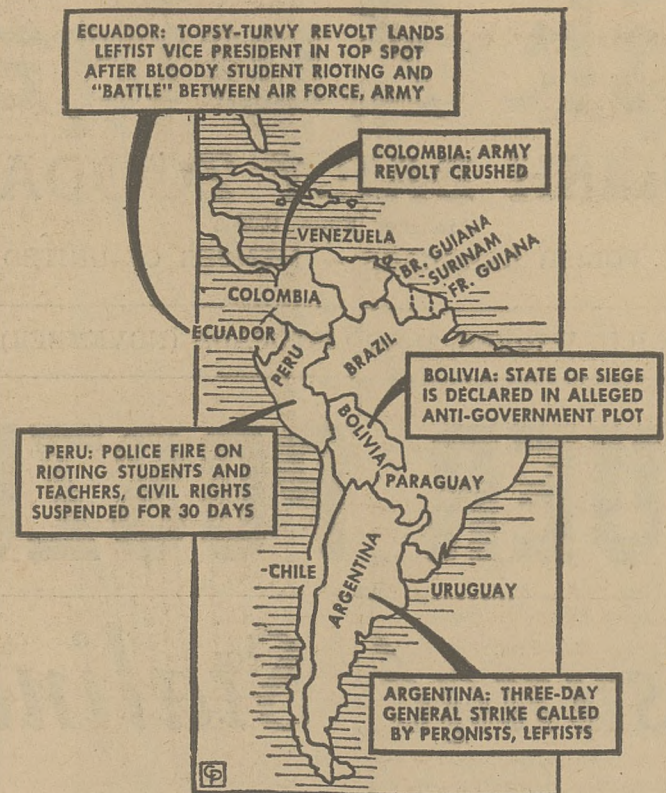 ECUADOR: TOPSY-TURVY REVOLT LANDS
LEFTIST VICE PRESIDENT IN TOP SPOT
AFTER BLOODY STUDENT RIOTING AND
"BATTLE" BETWEEN AIR FORCE, ARMY
COLOMBIA: ARMY
REVOLT CRUSHED
VENEZUELA
BR. GUIANA
SURINAM
FR. GUIANA
COLOMBIA
ECUADOR
PERU
BRAZIL
BOLIVIA: STATE OF SIEGE
IS DECLARED IN ALLEGED
ANTI-GOVERNMENT PLOT
BOLIVIA
PERU: POLICE FIRE ON
RIOTING STUDENTS AND
TEACHERS, CIVIL RIGHTS
SUSPENDED FOR 30 DAYS
PARAGUAY
CHILE
ARGENTINA
URUGUAY
ARGENTINA: THREE-DAY
GENERAL STRIKE CALLED
BY PERONISTS, LEFTISTS
CP